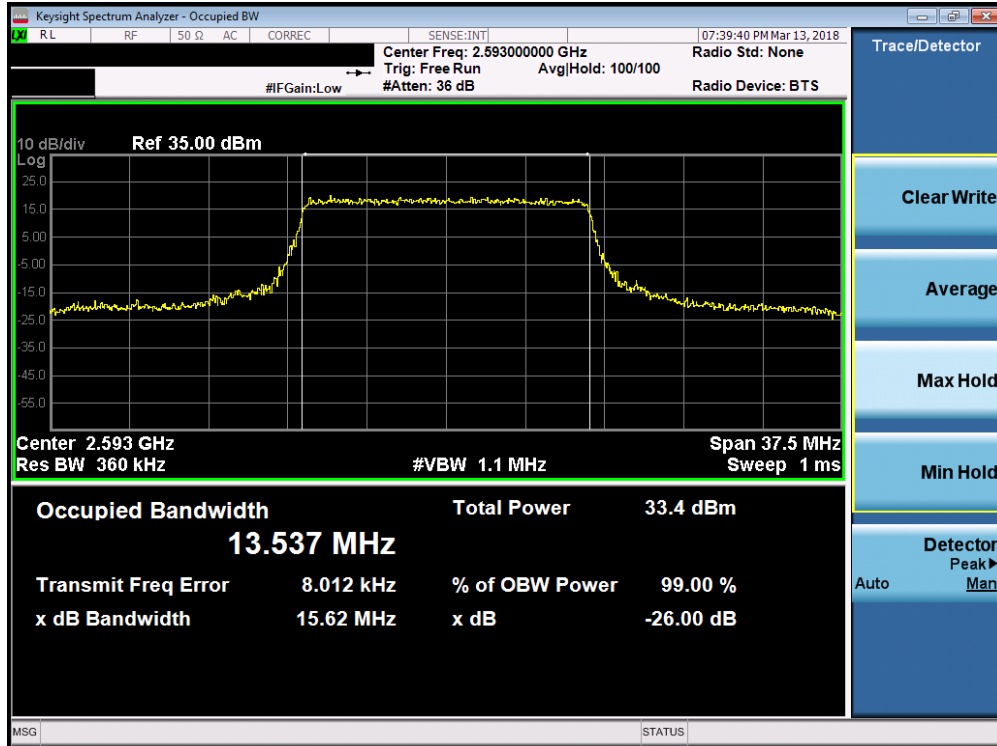 Keysight Spectrum Analyzer - Occupied BW
LXI RL RF 50 Ω AC CORREC SENSE:INT 07:39:40 PM Mar 13, 2018
Center Freq: 2.593000000 GHz Radio Std: None
Trig: Free Run Avg|Hold: 100/100
#IFGain:Low #Atten: 36 dB Radio Device: BTS
10 dB/div Ref 35.00 dBm
Log
25.0
15.0
5.00
-5.00
-15.0
-25.0
-35.0
-45.0
-55.0
Center 2.593 GHz Span 37.5 MHz
Res BW 360 kHz #VBW 1.1 MHz Sweep 1 ms
Occupied Bandwidth Total Power 33.4 dBm
13.537 MHz
Transmit Freq Error 8.012 kHz % of OBW Power 99.00 %
x dB Bandwidth 15.62 MHz x dB -26.00 dB
MSG STATUS
Trace/Detector
Clear Write
Average
Max Hold
Min Hold
Detector
Peak▶
Auto Man